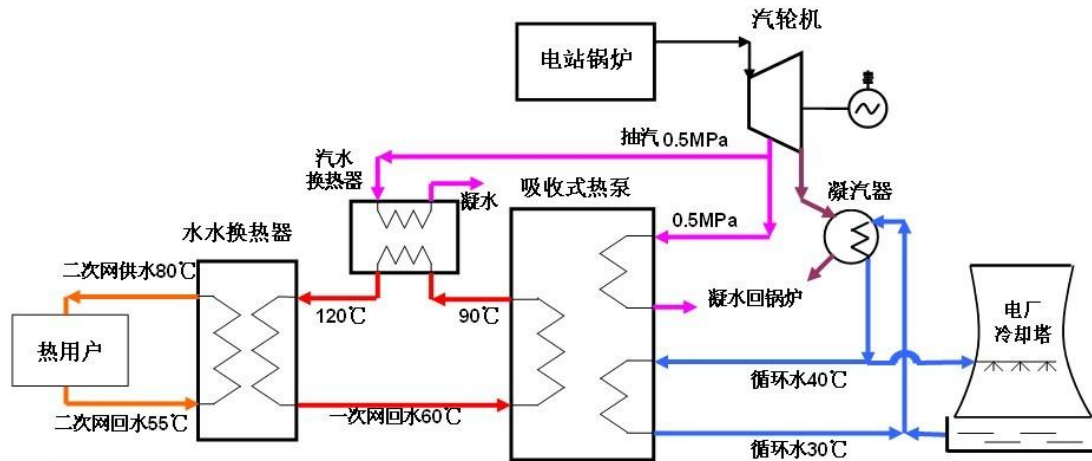 汽轮机
电站锅炉
抽汽 0.5MPa
汽水
换热器
凝水
吸收式热泵
凝汽器
0.5MPa
水水换热器
二次网供水80℃
120℃
90℃
凝水回锅炉
电厂
冷却塔
热用户
循环水40℃
二次网回水55℃
一次网回水60℃
循环水30℃